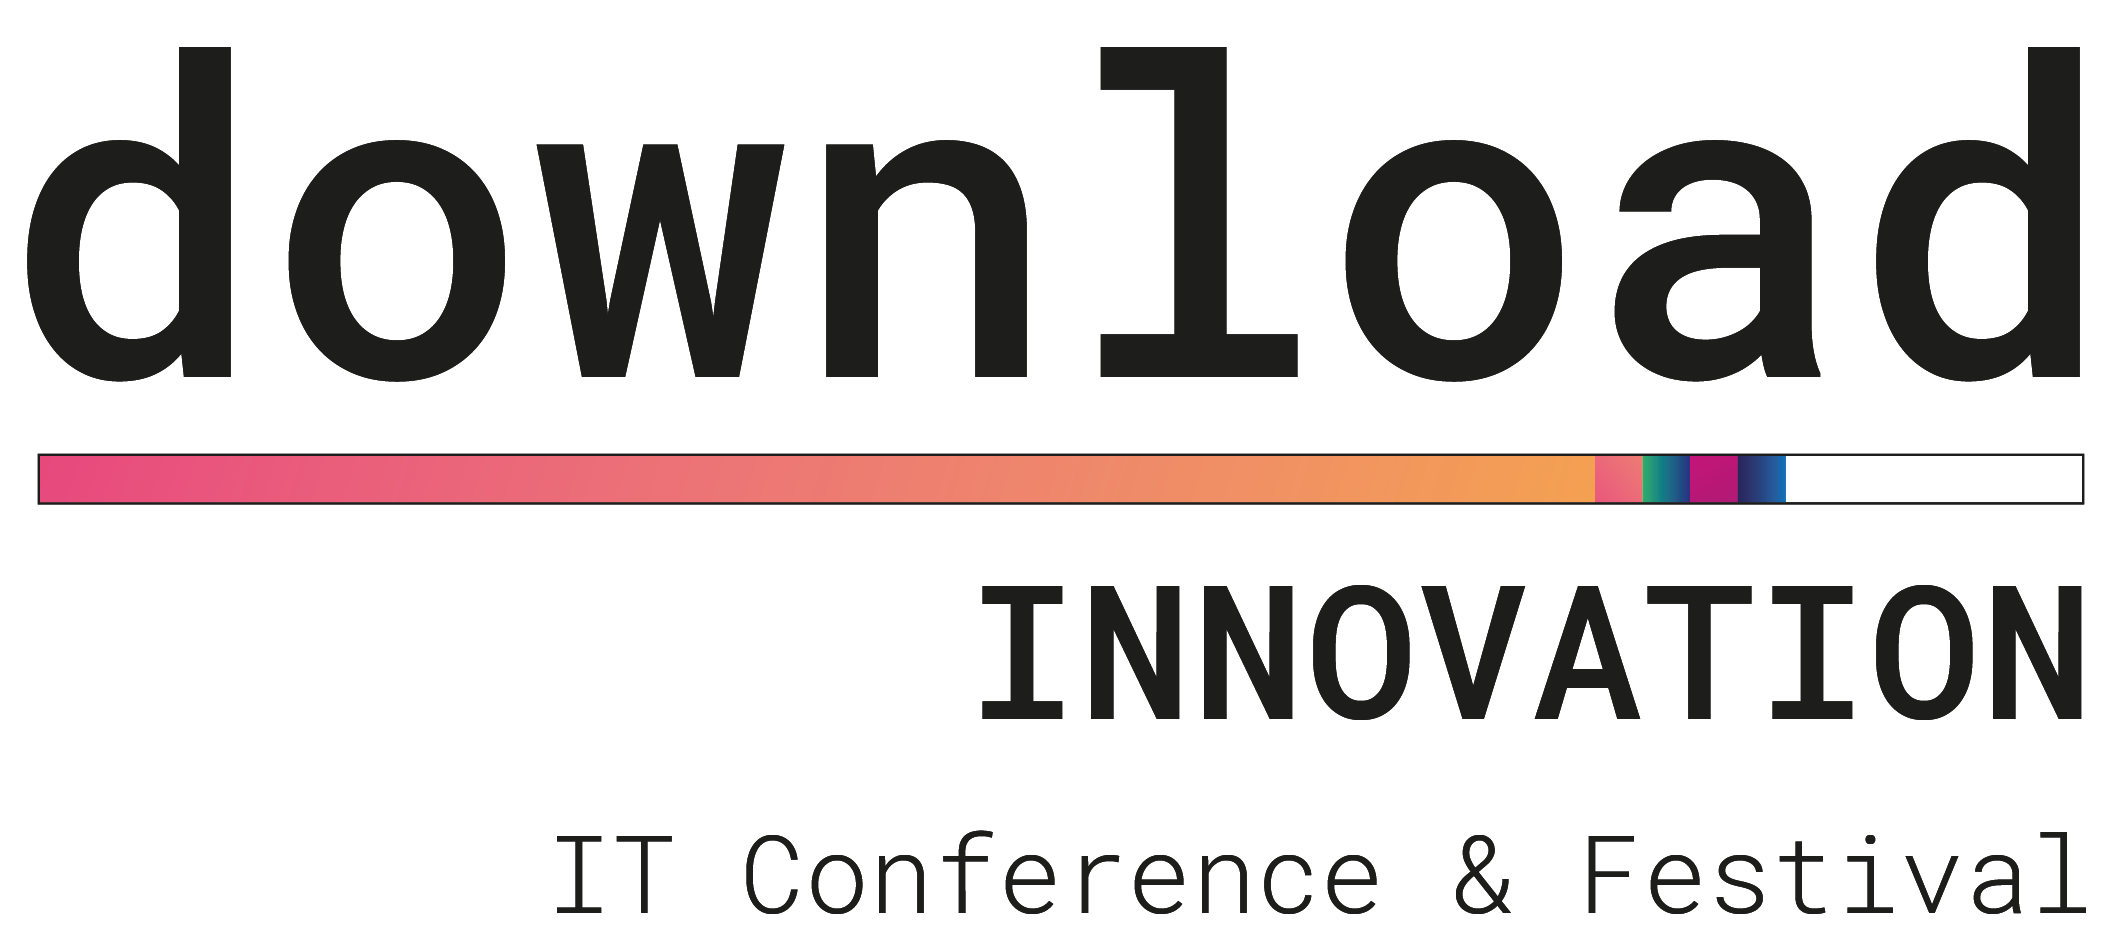 download
INNOVATION
IT Conference & Festival